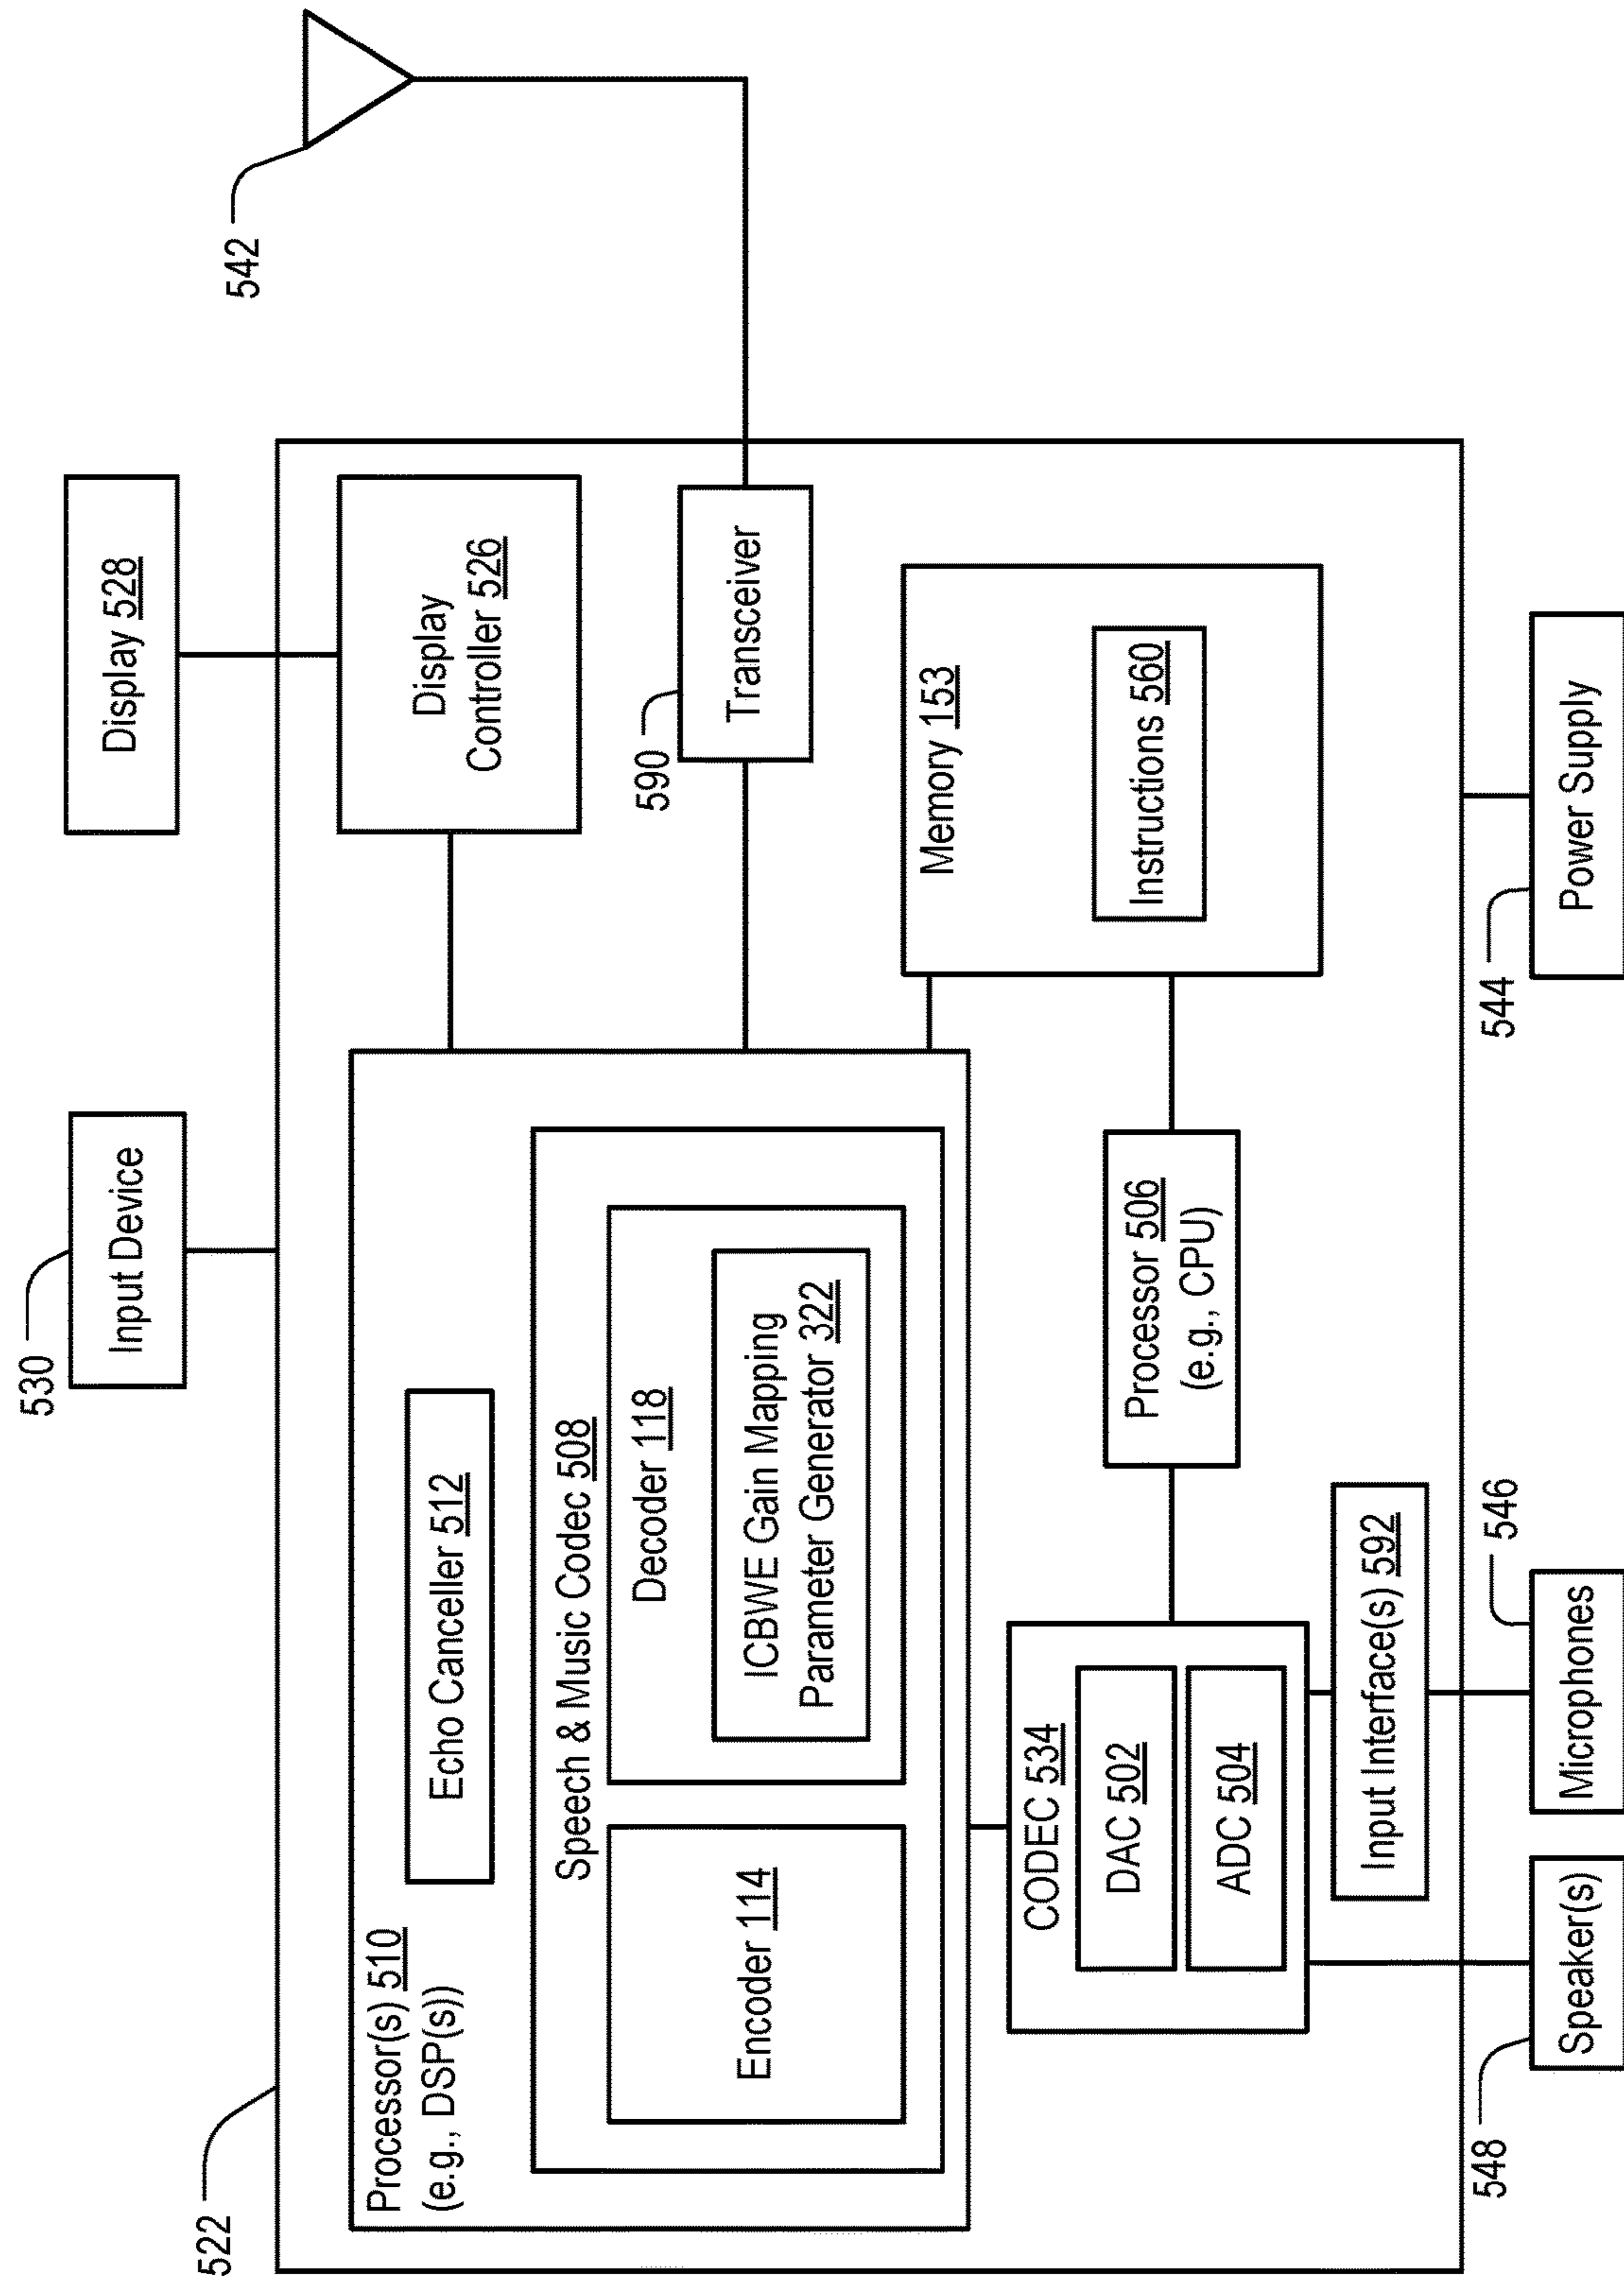 522
530
Input Device
Display 528
542
Processor(s) 510
(e.g., DSP(s))
Echo Canceller 512
Speech & Music Codec 508
Encoder 114
Decoder 118
ICBWE Gain Mapping
Parameter Generator 322
Display
Controller 526
590
Transceiver
Memory 153
Instructions 560
Processor 506
(e.g., CPU)
CODEC 534
DAC 502
ADC 504
Input Interface(s) 592
548
Speaker(s)
546
Microphones
544
Power Supply